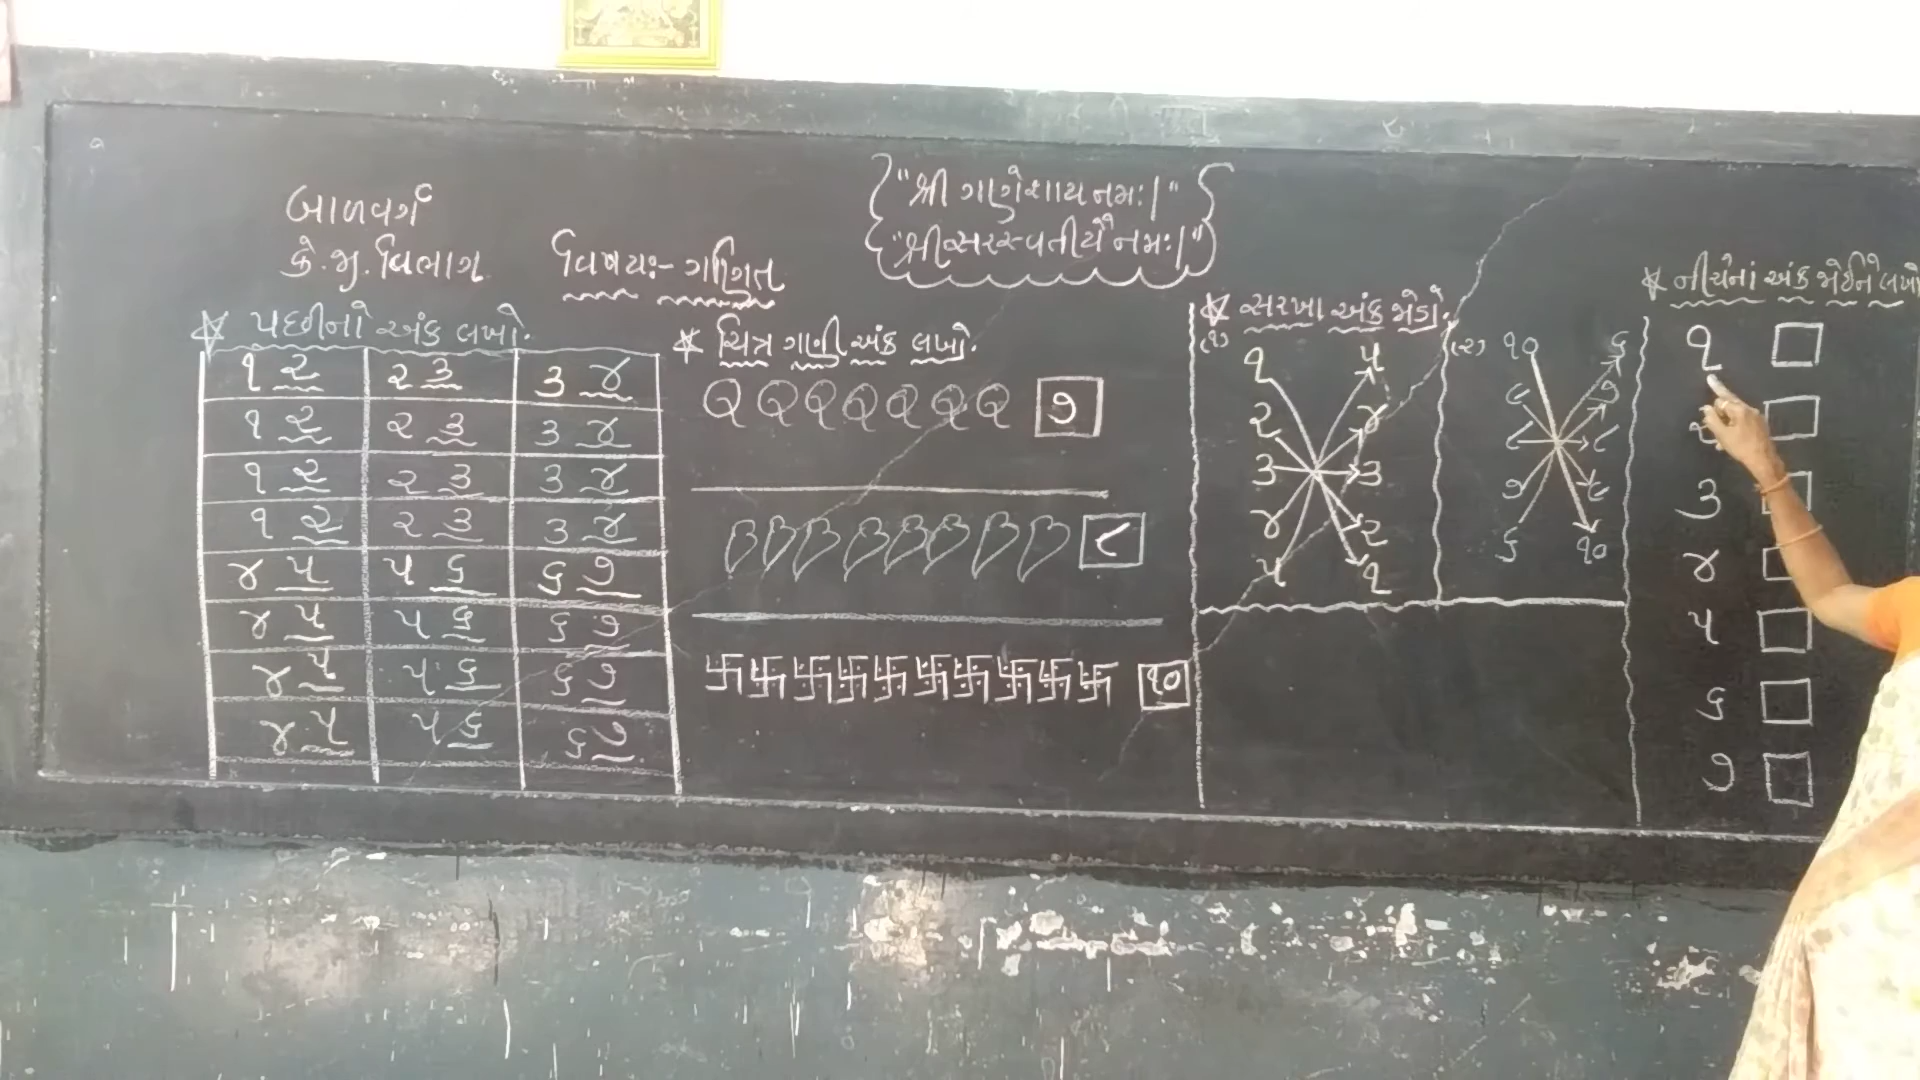 "શ્રી ગણેશાય નમઃ।"
"શ્રી સરસ્વતીયૈ નમઃ।"
બાળવર્ગ
કે.જી. વિભાગ
વિષયઃ- ગણિત
પછીનો અંક લખો.
૧ ૨ ૨ ૩ ૩ ૪
૧ ૨ ૨ ૩ ૩ ૪
૧ ૨ ૨ ૩ ૩ ૪
૧ ૨ ૨ ૩ ૩ ૪
૪ ૫ ૫ ૬ ૬ ૭
૪ ૫ ૫ ૬ ૬ ૭
૪ ૫ ૫ ૬ ૬ ૭
૪ ૫ ૫ ૬ ૬ ૭
ચિત્ર ગણી અંક લખો.
૭
૮
૧૦
સરખા અંક જોડો.
(૧)
૧ ૫
૨ ૪
૩ ૩
૪ ૨
૫ ૧
(૨)
૧૦ ૬
૯ ૭
૮ ૮
૭ ૯
૬ ૧૦
નીચેનાં અંક જોઈને લખો
૧
૨
૩
૪
૫
૬
૭